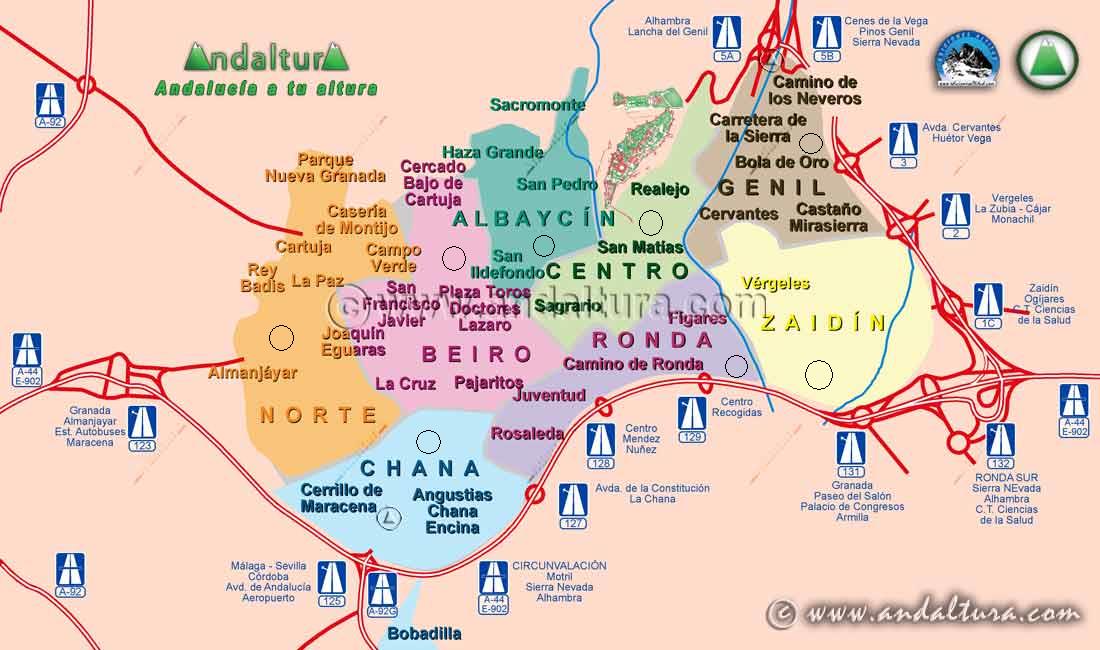 Andaltura
Andalucía a tu altura
Alhambra
Lancha del Genil
5A
5B
Cenes de la Vega
Pinos Genil
Sierra Nevada
A-92
Camino de
los Neveros
Carretera de
la Sierra
Bola de Oro
GENIL
Cervantes
Castaño
Mirasierra
3
Avda. Cervantes
Huétor Vega
2
Vergeles
La Zubia - Cájar
Monachil
1C
Zaidín
Ogíjares
C.T. Ciencias
de la Salud
Sacromonte
Haza Grande
San Pedro
ALBAYCÍN
San
Ildefondo
Realejo
San Matías
CENTRO
Sagrario
Parque
Nueva Granada
Casería
de Montijo
Cartuja
Campo
Verde
Rey
Badis
La Paz
Joaquín
Eguaras
Almanjáyar
NORTE
Cercado
Bajo de
Cartuja
San
Francisco
Javier
Plaza Toros
Doctores
Lazaro
BEIRO
La Cruz
Pajaritos
© www.andaltura.com
Figares
RONDA
Camino de Ronda
Juventud
Rosaleda
Vérgeles
ZAIDÍN
CHANA
Cerrillo de
Maracena
Angustias
Chana
Encina
Bobadilla
A-44
E-902
Granada
Almanjayar
Est. Autobuses
Maracena
123
Centro
Recogidas
129
128
Centro
Mendez
Nuñez
127
Avda. de la Constitución
La Chana
131
Granada
Paseo del Salón
Palacio de Congresos
Armilla
132
RONDA SUR
Sierra NEvada
Alhambra
C.T. Ciencias
de la Salud
A-44
E-902
A-92
Málaga - Sevilla
Córdoba
Avd. de Andalucía
Aeropuerto
125
A-92G
A-44
E-902
CIRCUNVALACIÓN
Motril
Sierra Nevada
Alhambra
© www.andaltura.com